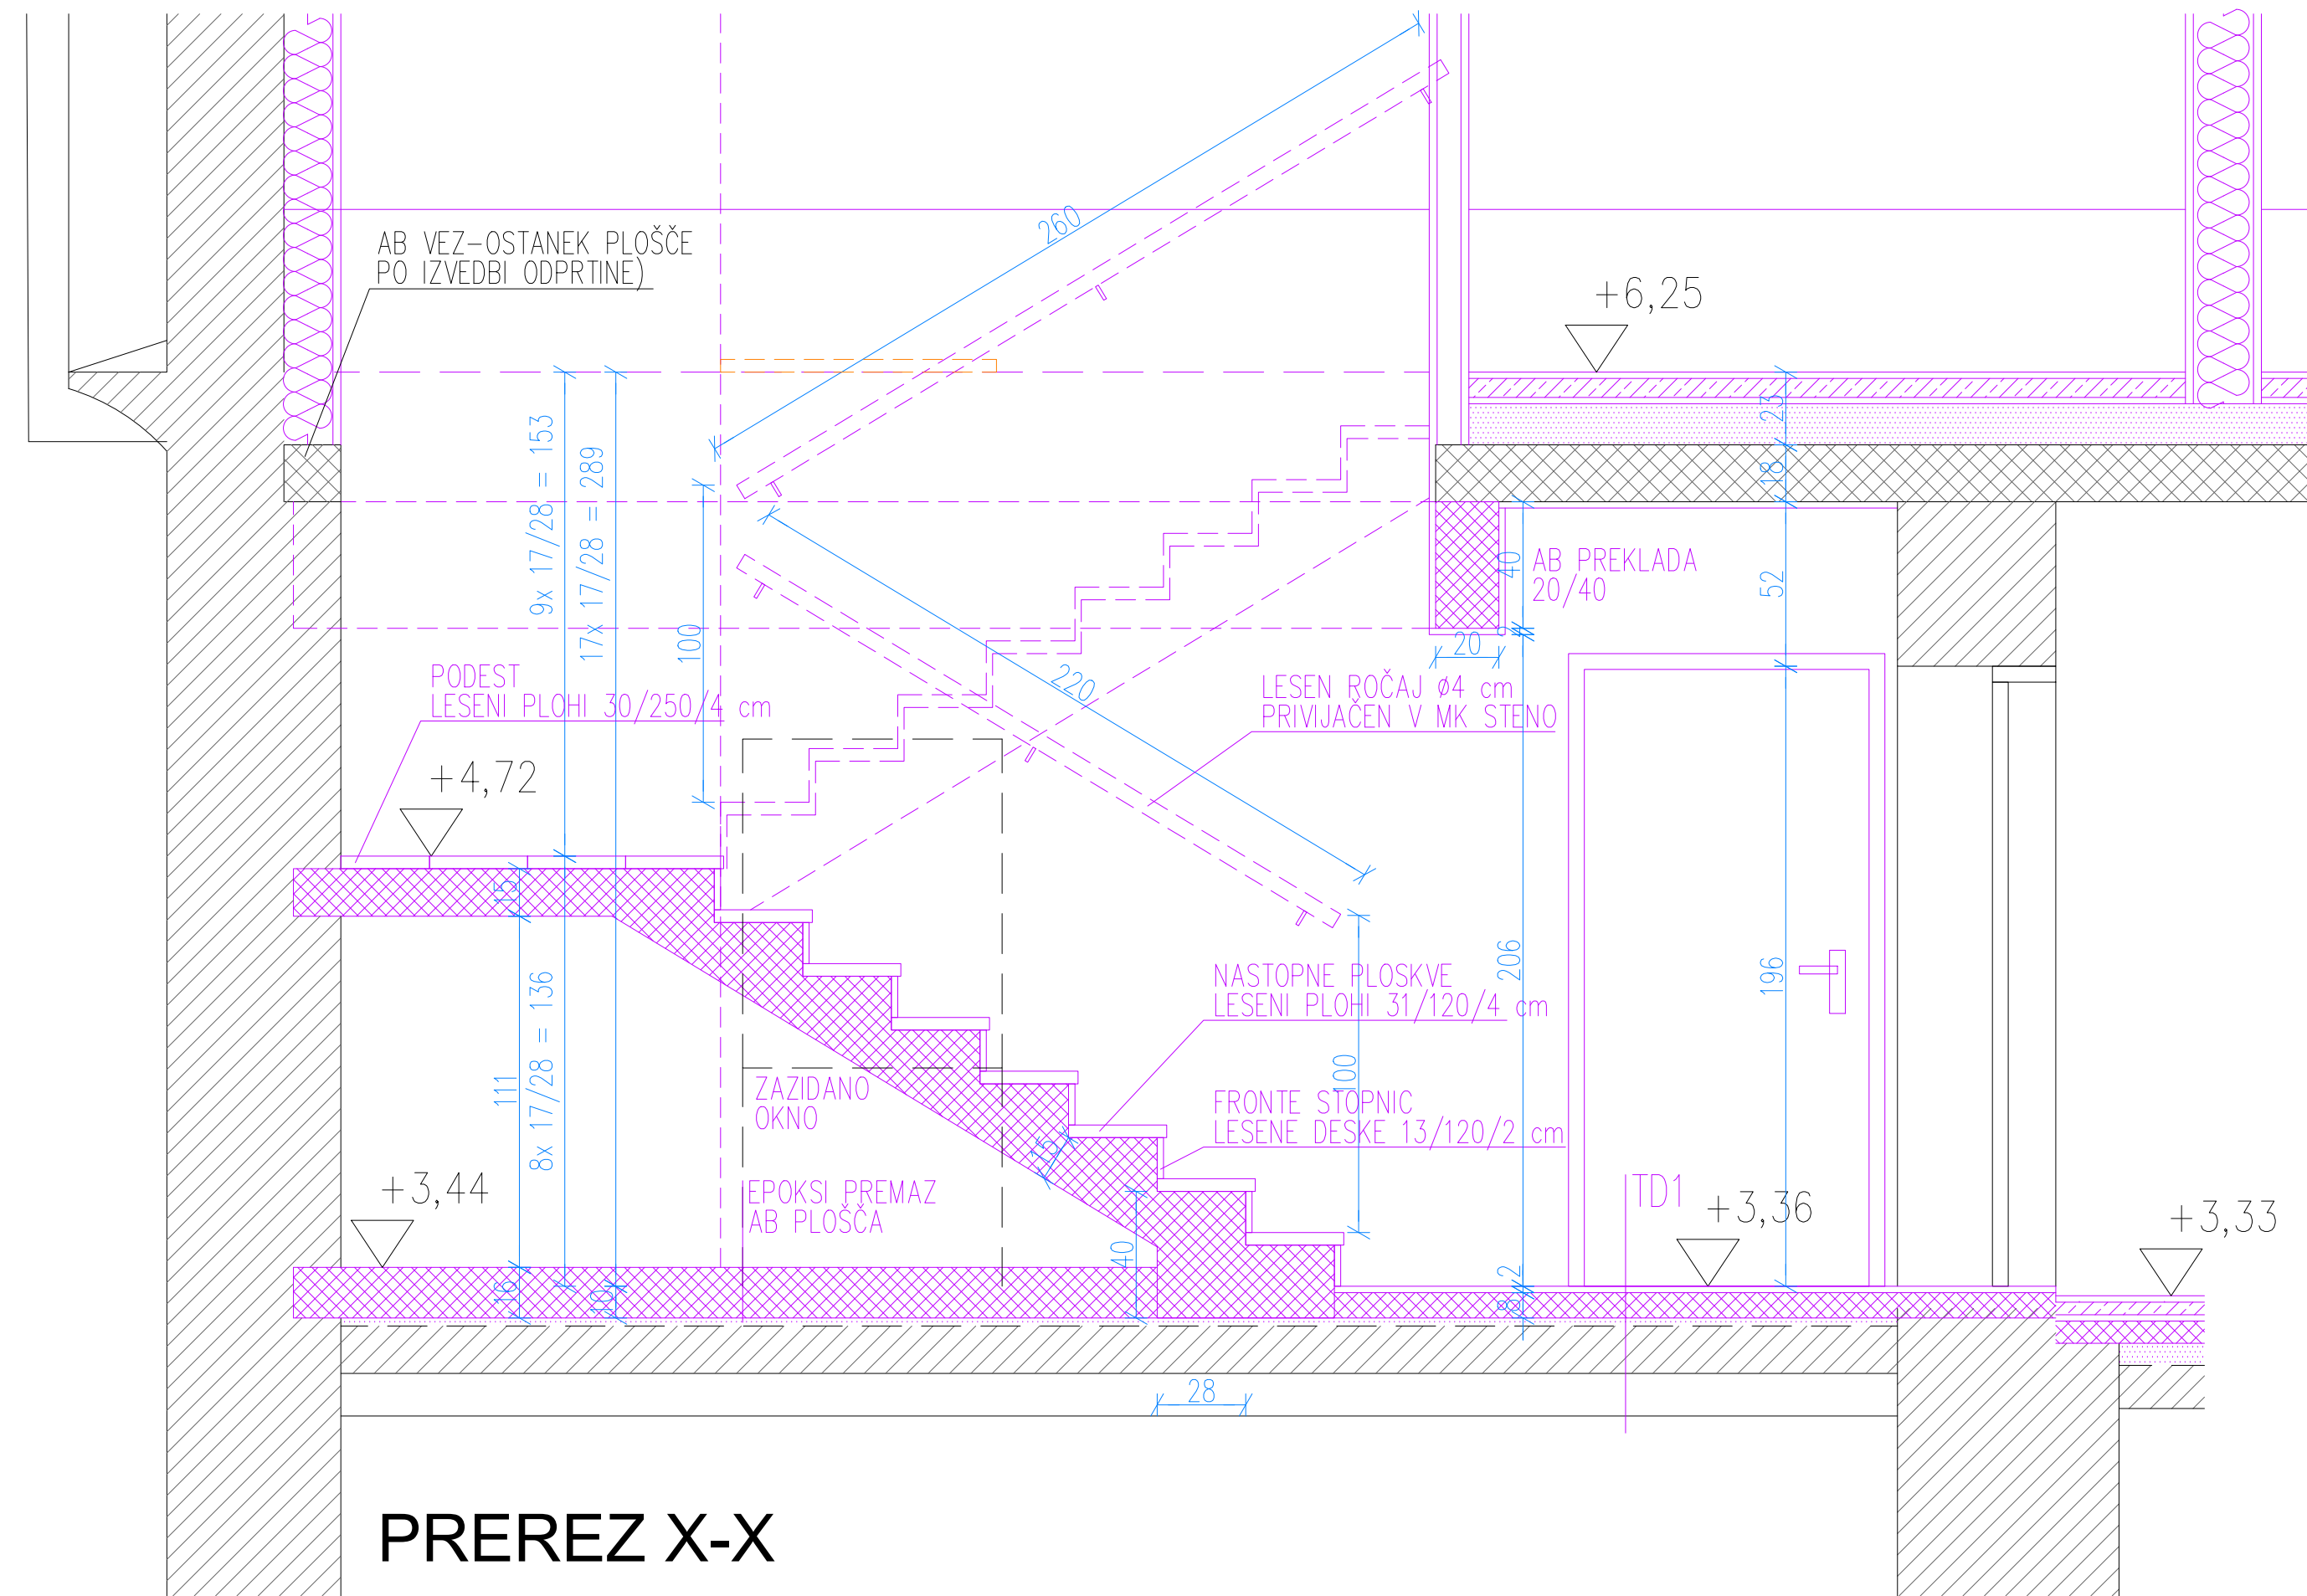 260
AB VEZ-OSTANEK PLOŠČE
PO IZVEDBI ODPRTINE)
+6,25
23
18
9x 17/28 = 153
17x 17/28 = 289
100
40
AB PREKLADA
20/40
52
20
2
PODEST
LESENI PLOHI 30/250/4 cm
220
LESEN ROČAJ ø4 cm
PRIVIJAČEN V MK STENO
+4,72
15
206
196
NASTOPNE PLOSKVE
LESENI PLOHI 31/120/4 cm
111
8x 17/28 = 136
100
ZAZIDANO
OKNO
FRONTE STOPNIC
LESENE DESKE 13/120/2 cm
15
+3,44
EPOKSI PREMAZ
AB PLOŠČA
TD1
+3,36
+3,33
40
16
10
2
8
28
PREREZ X-X